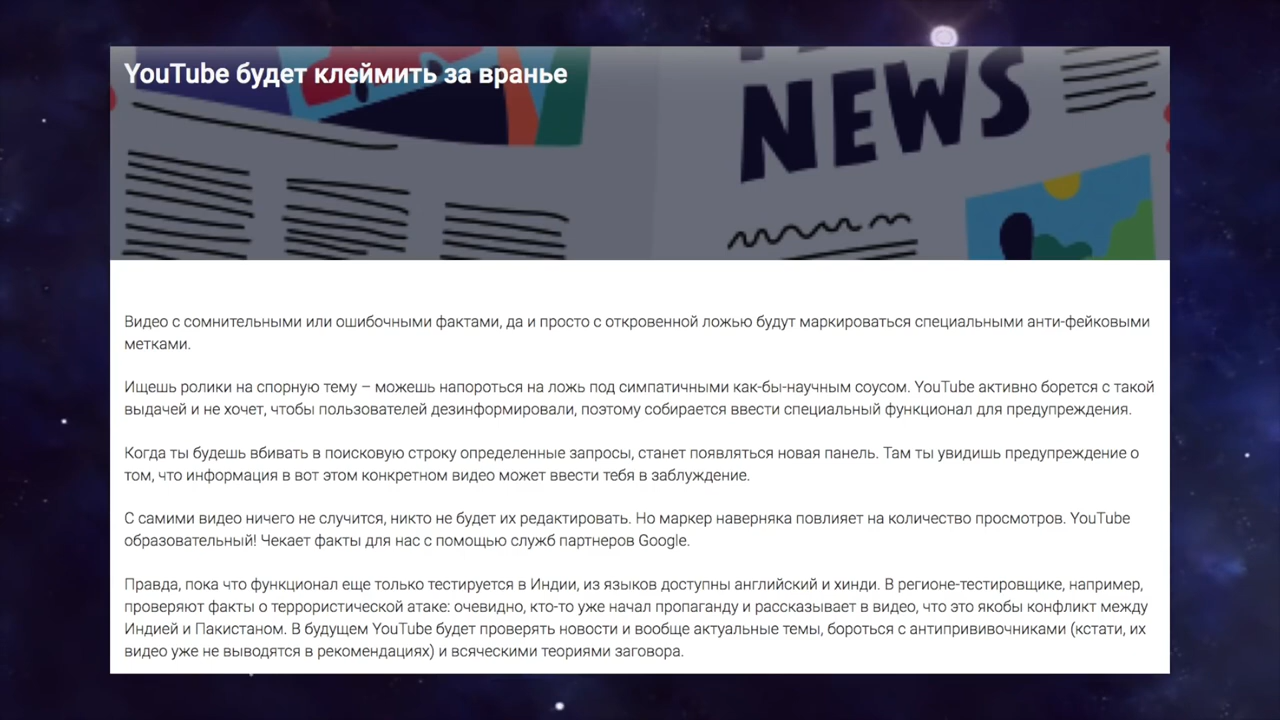 YouTube будет клеймить за вранье
NEWS
Видео с сомнительными или ошибочными фактами, да и просто с откровенной ложью будут маркироваться специальными анти-фейковыми
метками.
Ищешь ролики на спорную тему – можешь напороться на ложь под симпатичными как-бы-научным соусом. YouTube активно борется с такой
выдачей и не хочет, чтобы пользователей дезинформировали, поэтому собирается ввести специальный функционал для предупреждения.
Когда ты будешь вбивать в поисковую строку определенные запросы, станет появляться новая панель. Там ты увидишь предупреждение о
том, что информация в вот этом конкретном видео может ввести тебя в заблуждение.
С самими видео ничего не случится, никто не будет их редактировать. Но маркер наверняка повлияет на количество просмотров. YouTube
образовательный! Чекает факты для нас с помощью служб партнеров Google.
Правда, пока что функционал еще только тестируется в Индии, из языков доступны английский и хинди. В регионе-тестировщике, например,
проверяют факты о террористической атаке: очевидно, кто-то уже начал пропаганду и рассказывает в видео, что это якобы конфликт между
Индией и Пакистаном. В будущем YouTube будет проверять новости и вообще актуальные темы, бороться с антипрививочниками (кстати, их
видео уже не выводятся в рекомендациях) и всяческими теориями заговора.